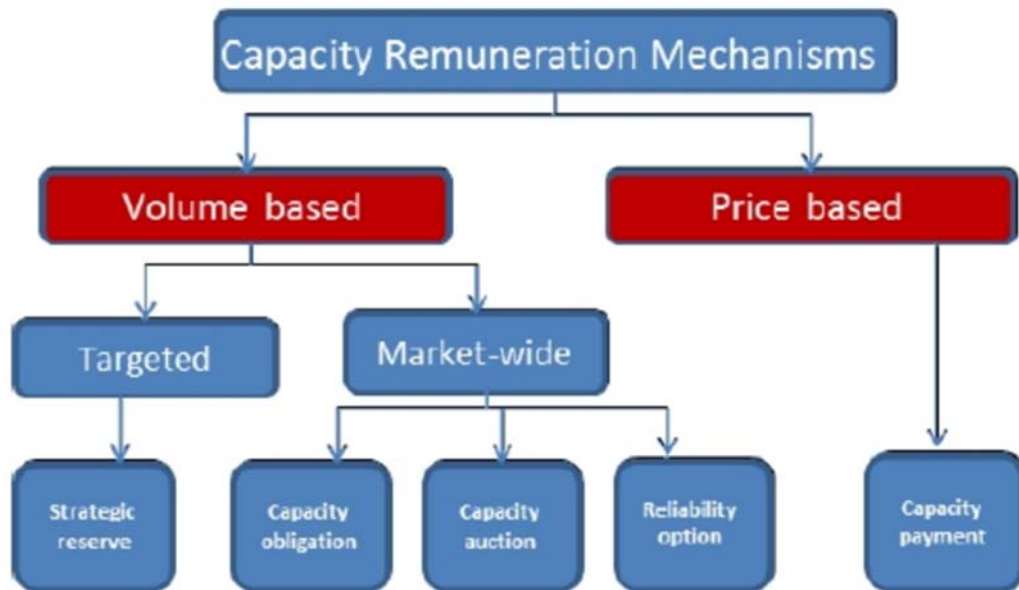 Capacity Remuneration Mechanisms
Volume based
Price based
Targeted
Market-wide
Strategic
reserve
Capacity
obligation
Capacity
auction
Reliability
option
Capacity
payment